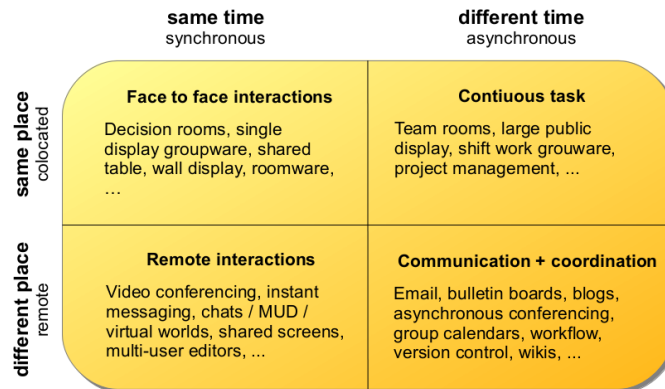 same time
synchronous
different time
asynchronous
same place
colocated
Face to face interactions
Decision rooms, single
display groupware, shared
table, wall display, roomware,
…
Contiuous task
Team rooms, large public
display, shift work grouware,
project management, ...
different place
remote
Remote interactions
Video conferencing, instant
messaging, chats / MUD /
virtual worlds, shared screens,
multi-user editors, ...
Communication + coordination
Email, bulletin boards, blogs,
asynchronous conferencing,
group calendars, workflow,
version control, wikis, ...